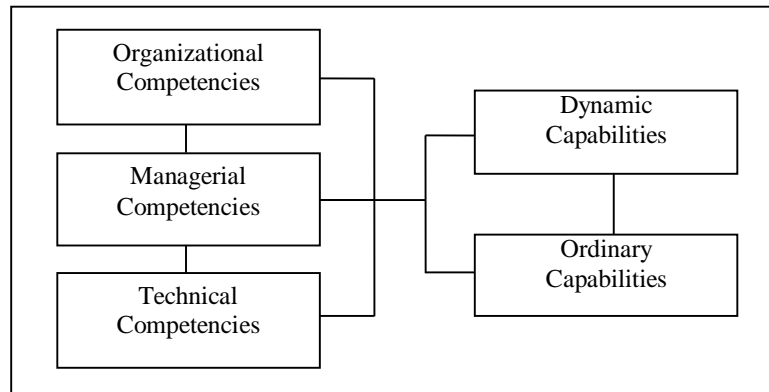 Organizational
Competencies
Managerial
Competencies
Technical
Competencies
Dynamic
Capabilities
Ordinary
Capabilities